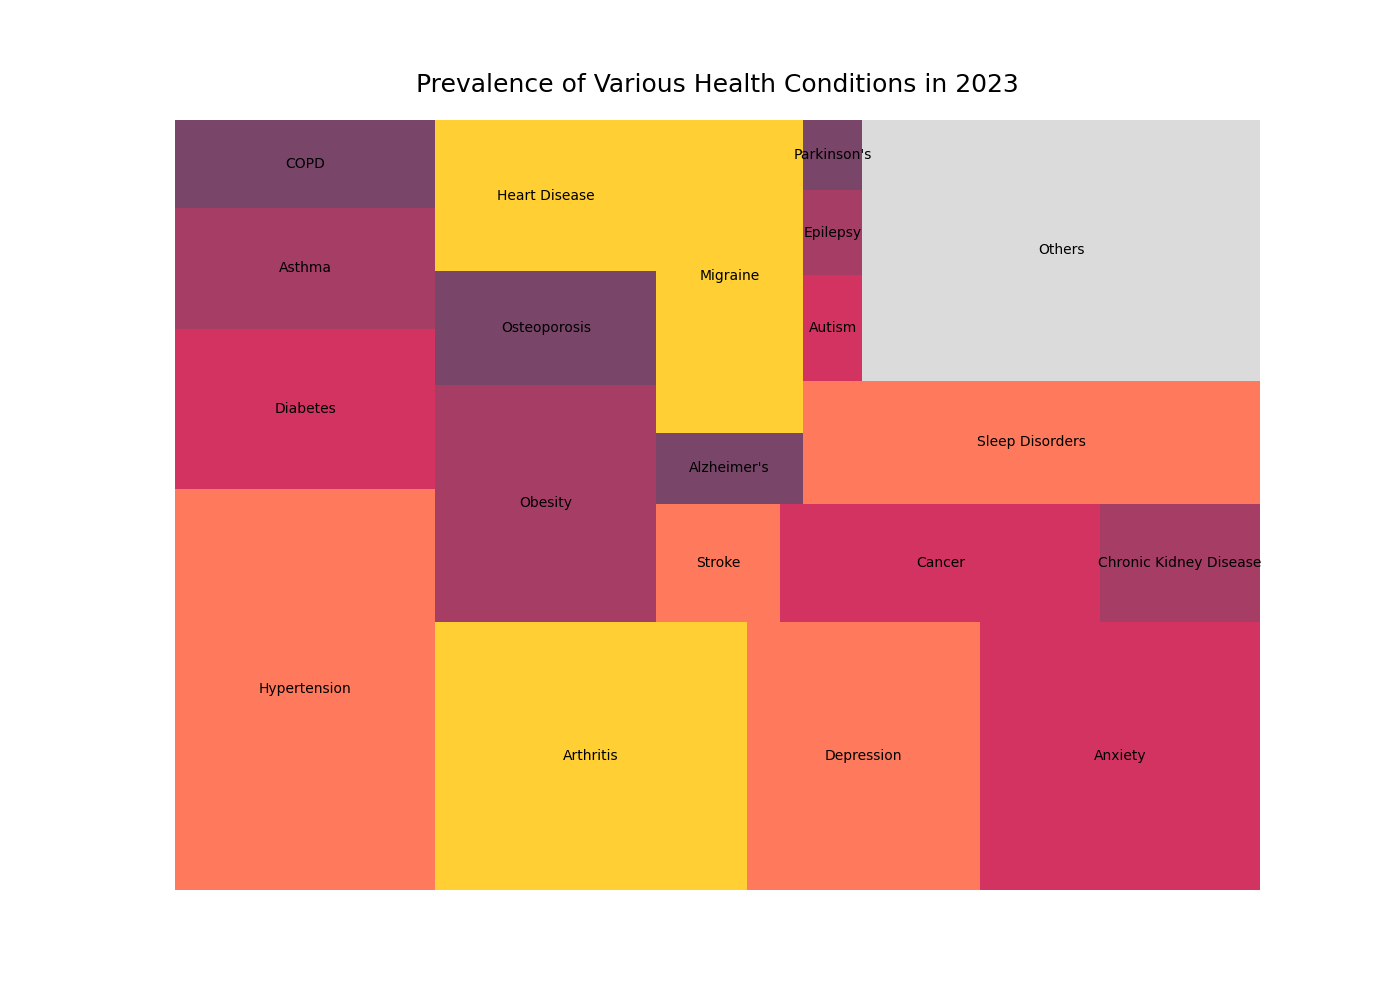 Prevalence of Various Health Conditions in 2023
COPD
Heart Disease
Parkinson's
Epilepsy
Others
Asthma
Migraine
Osteoporosis
Autism
Diabetes
Sleep Disorders
Alzheimer's
Obesity
Stroke
Cancer
Chronic Kidney Disease
Hypertension
Arthritis
Depression
Anxiety